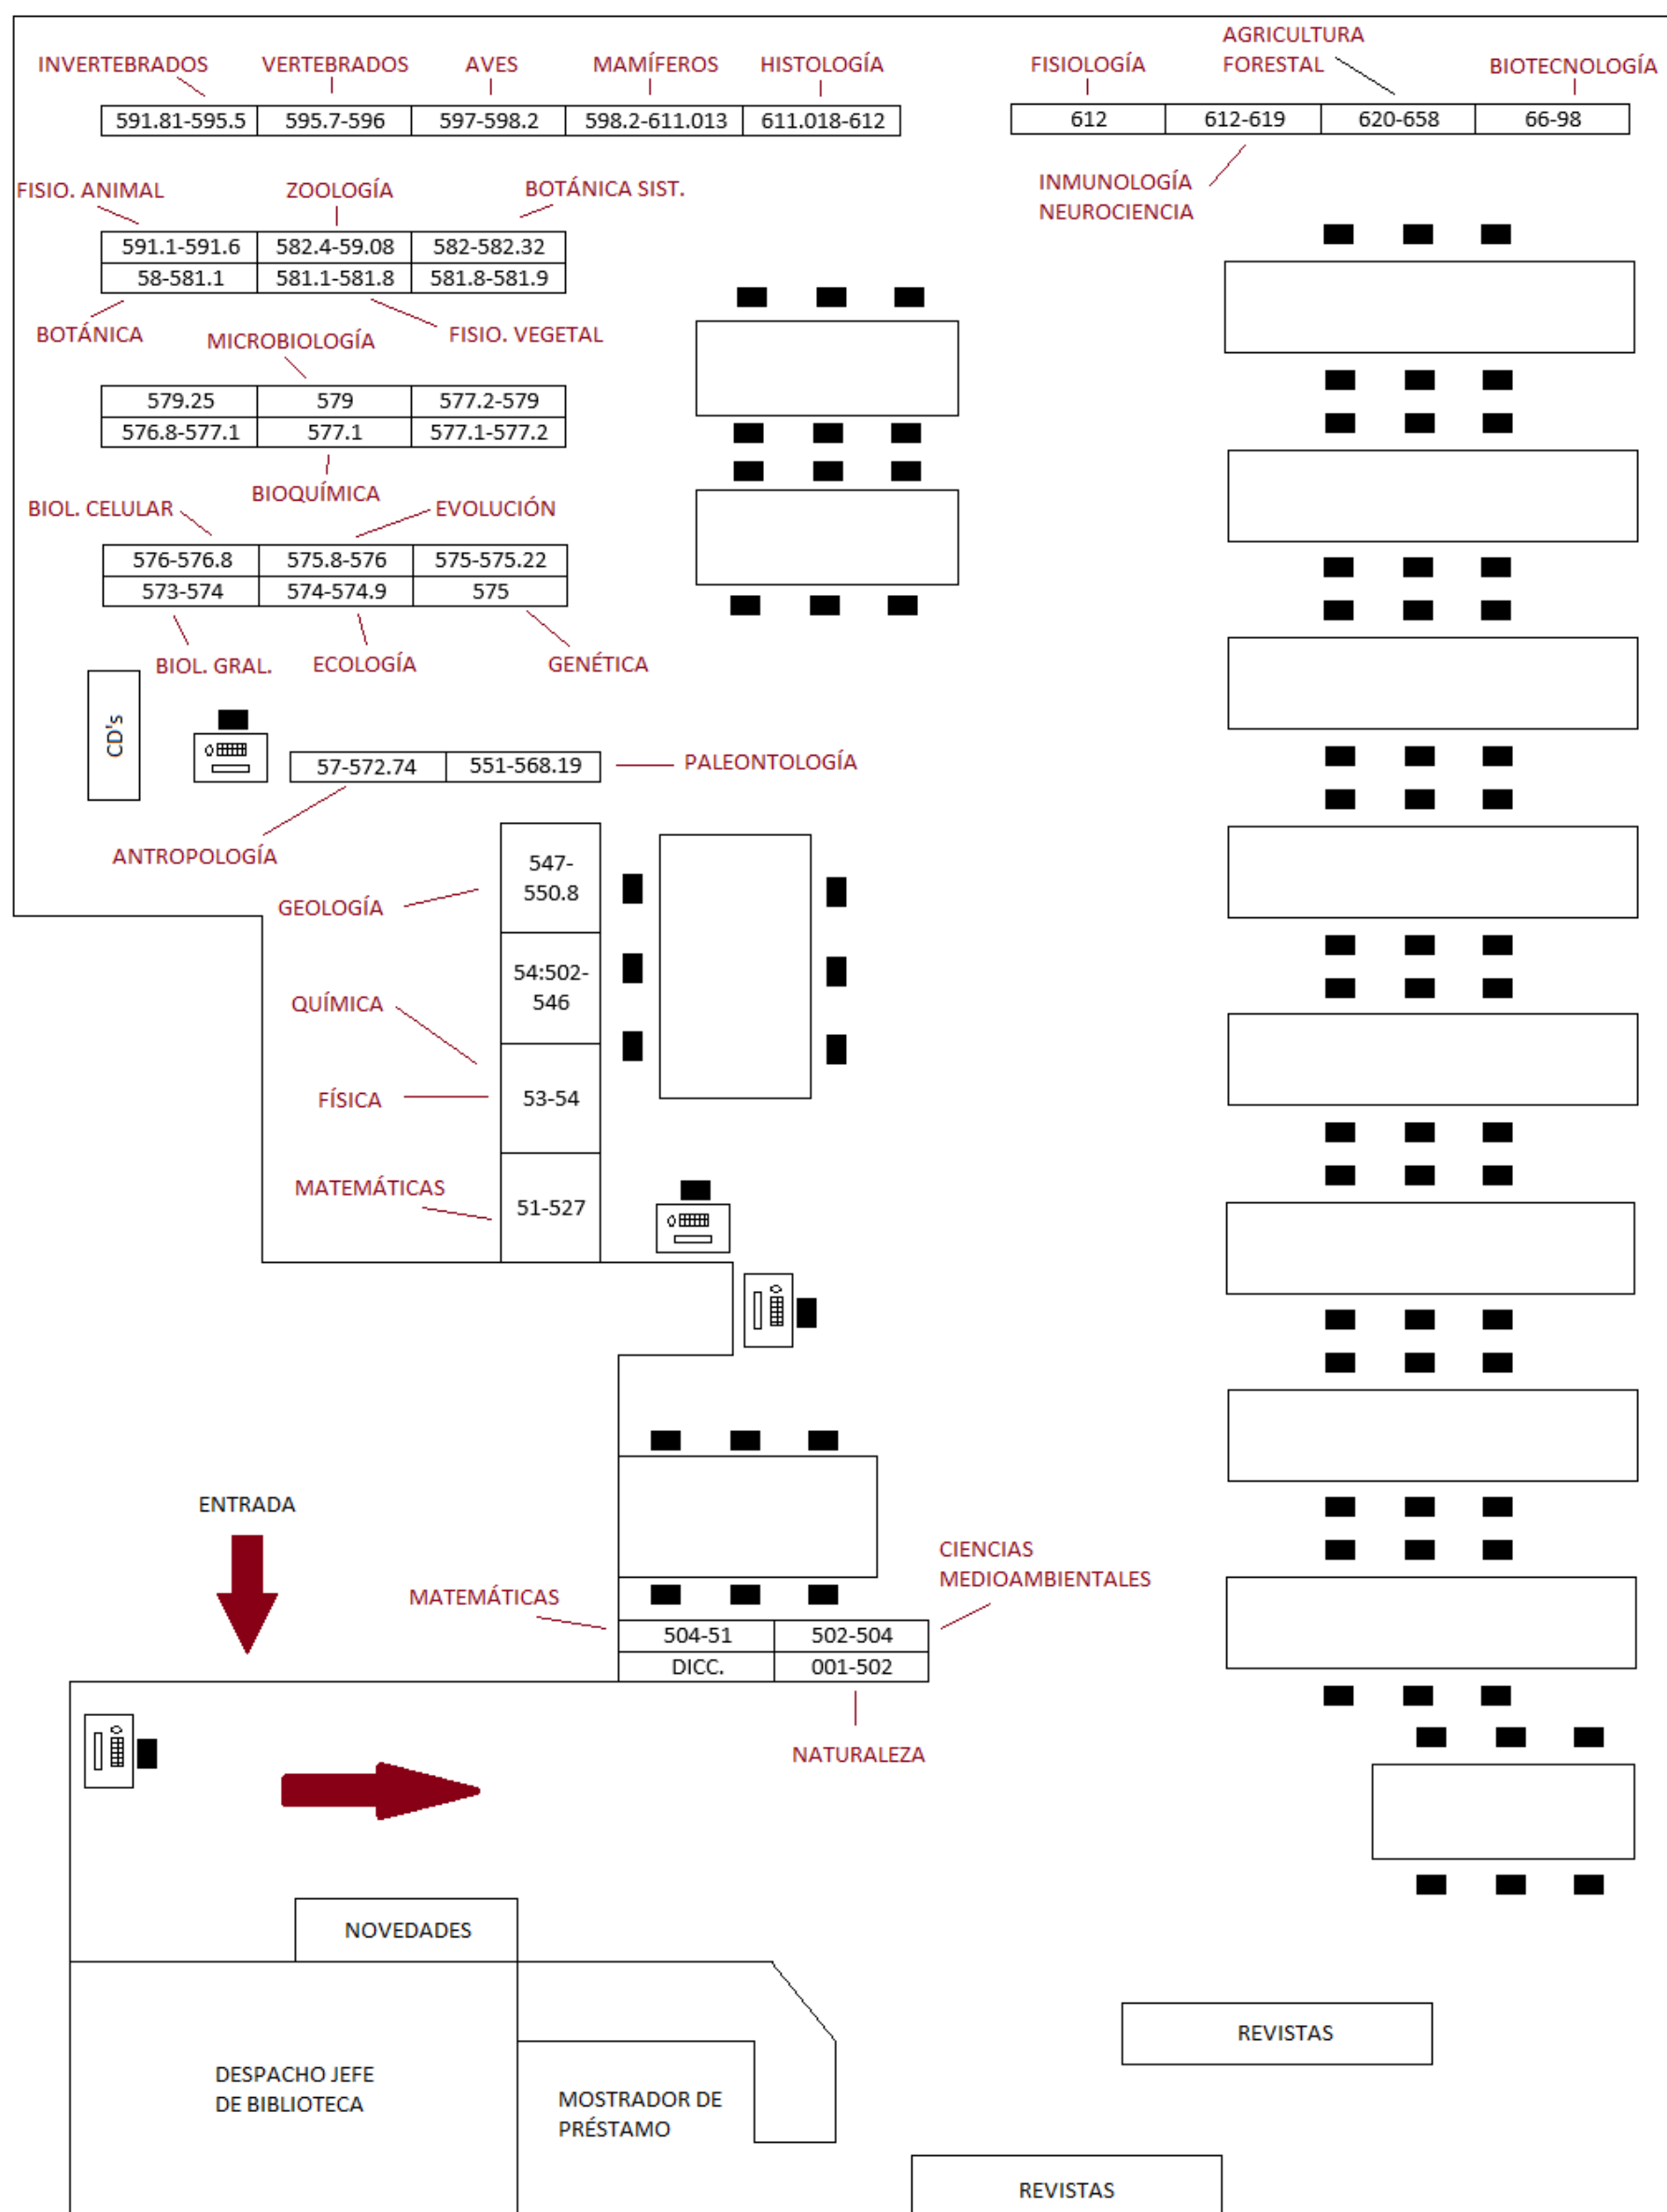 INVERTEBRADOS VERTEBRADOS AVES MAMÍFEROS HISTOLOGÍA FISIOLOGÍA
AGRICULTURA
FORESTAL
BIOTECNOLOGÍA
591.81-595.5 595.7-596 597-598.2 598.2-611.013 611.018-612
612 612-619 620-658 66-98
INMUNOLOGÍA
NEUROCIENCIA
FISIO. ANIMAL ZOOLOGÍA BOTÁNICA SIST.
591.1-591.6 582.4-59.08 582-582.32
58-581.1 581.1-581.8 581.8-581.9
BOTÁNICA MICROBIOLOGÍA FISIO. VEGETAL
579.25 579 577.2-579
576.8-577.1 577.1 577.1-577.2
BIOQUÍMICA
BIOL. CELULAR EVOLUCIÓN
576-576.8 575.8-576 575-575.22
573-574 574-574.9 575
BIOL. GRAL. ECOLOGÍA GENÉTICA
CD's
57-572.74 551-568.19 PALEONTOLOGÍA
ANTROPOLOGÍA
547-
550.8
GEOLOGÍA
54:502-
546
QUÍMICA
FÍSICA
53-54
MATEMÁTICAS
51-527
ENTRADA
CIENCIAS
MEDIOAMBIENTALES
MATEMÁTICAS
504-51 502-504
DICC. 001-502
NATURALEZA
NOVEDADES
REVISTAS
DESPACHO JEFE
DE BIBLIOTECA
MOSTRADOR DE
PRÉSTAMO
REVISTAS